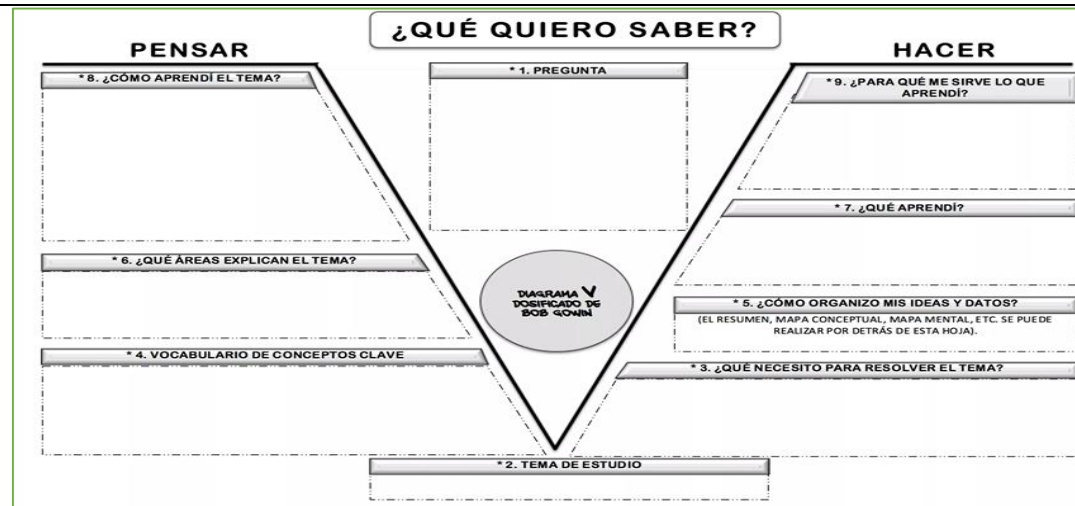 ¿QUÉ QUIERO SABER?
PENSAR
HACER
* 8. ¿CÓMO APRENDÍ EL TEMA?
* 1. PREGUNTA
* 9. ¿PARA QUÉ ME SIRVE LO QUE
APRENDÍ?
* 7. ¿QUÉ APRENDÍ?
* 6. ¿QUÉ ÁREAS EXPLICAN EL TEMA?
DIAGRAMA V
DOSIFICADO DE
BOB GOWIN
* 5. ¿CÓMO ORGANIZO MIS IDEAS Y DATOS?
(EL RESUMEN, MAPA CONCEPTUAL, MAPA MENTAL, ETC. SE PUEDE
REALIZAR POR DETRÁS DE ESTA HOJA).
* 4. VOCABULARIO DE CONCEPTOS CLAVE
* 3. ¿QUÉ NECESITO PARA RESOLVER EL TEMA?
* 2. TEMA DE ESTUDIO